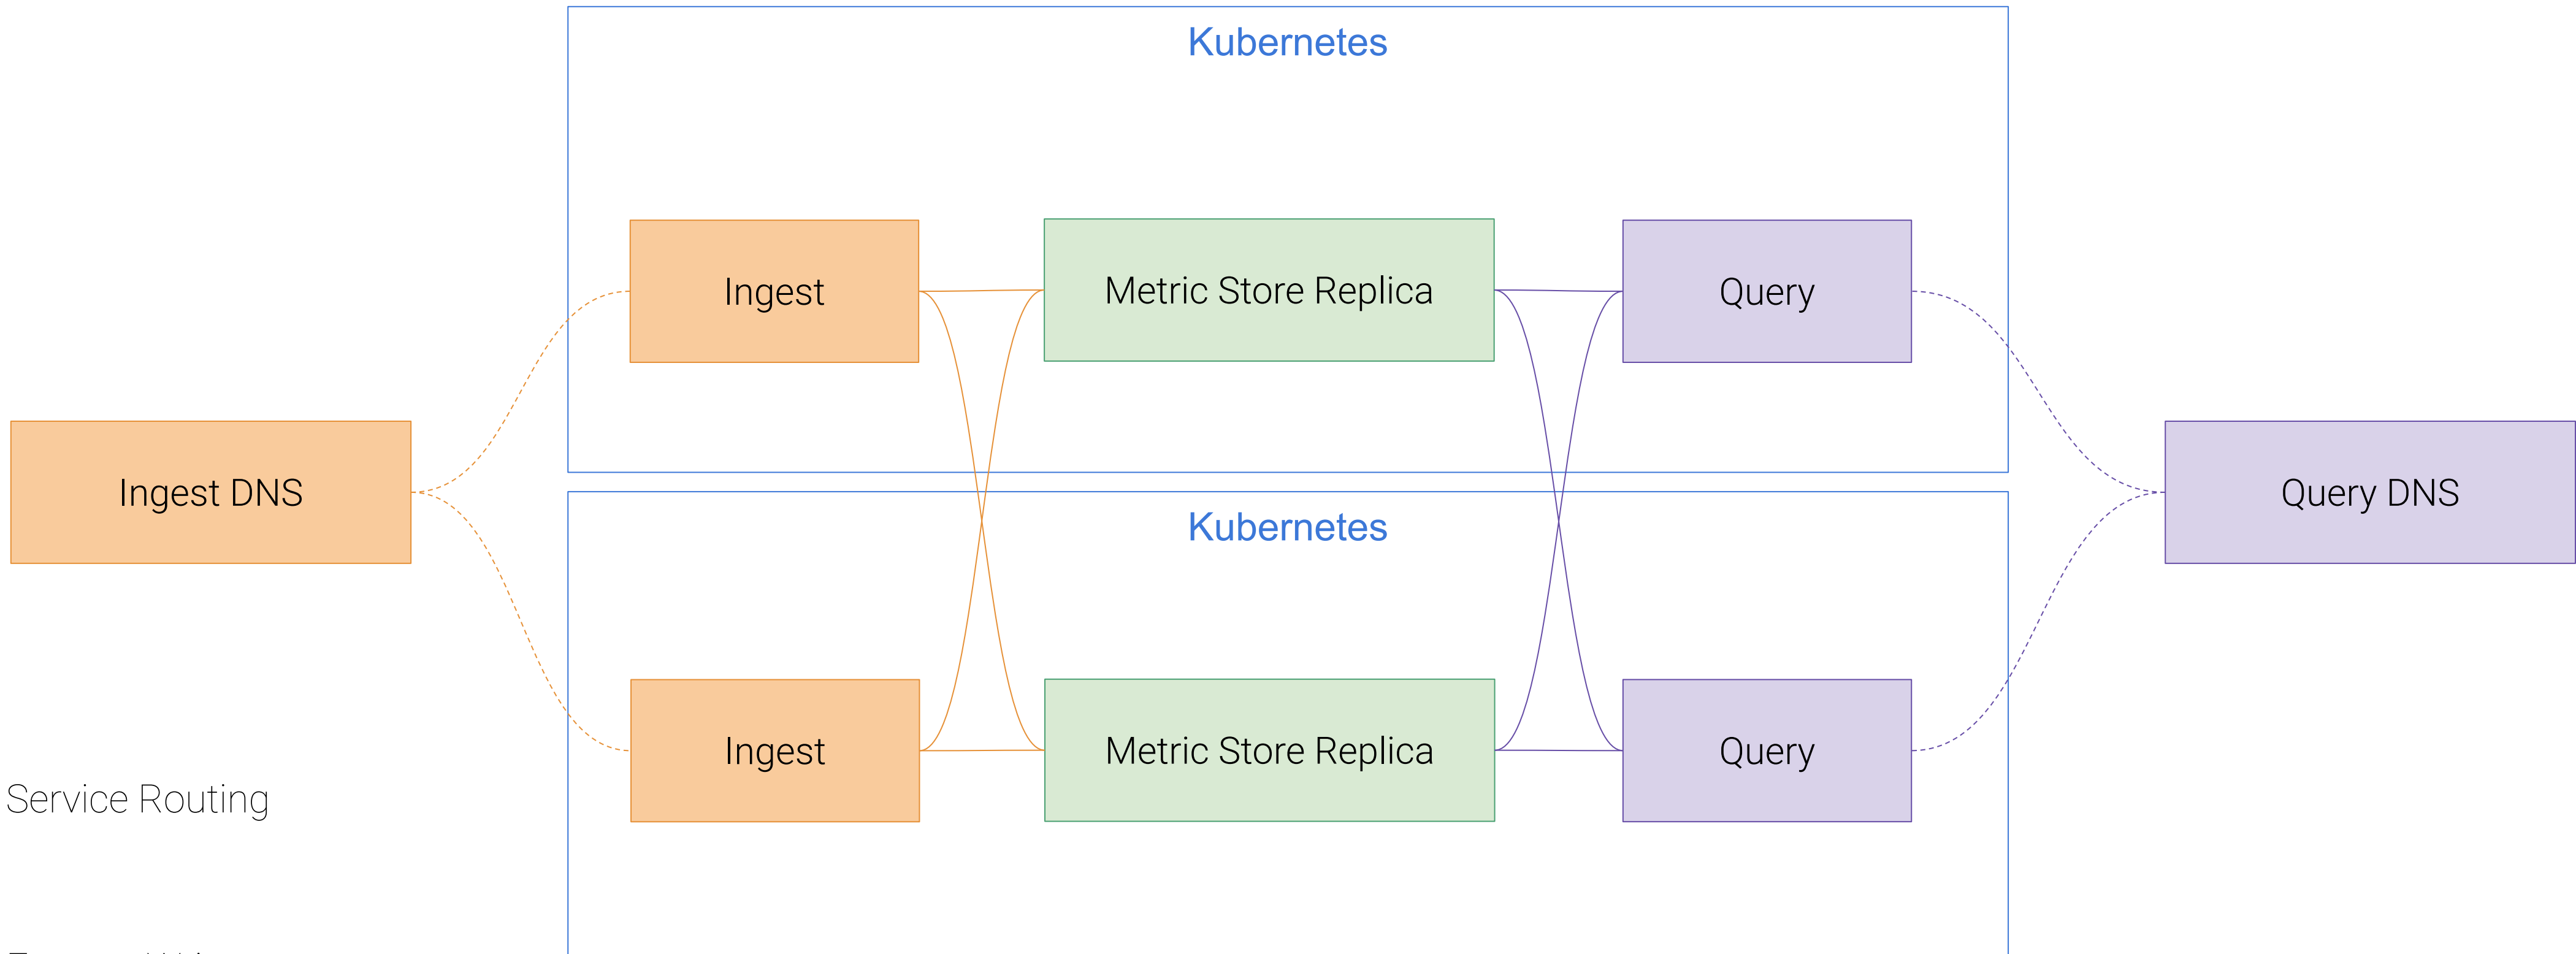 Kubernetes
Ingest
Metric Store Replica
Query
Ingest DNS
Query DNS
Kubernetes
Ingest
Metric Store Replica
Query
Service Routing